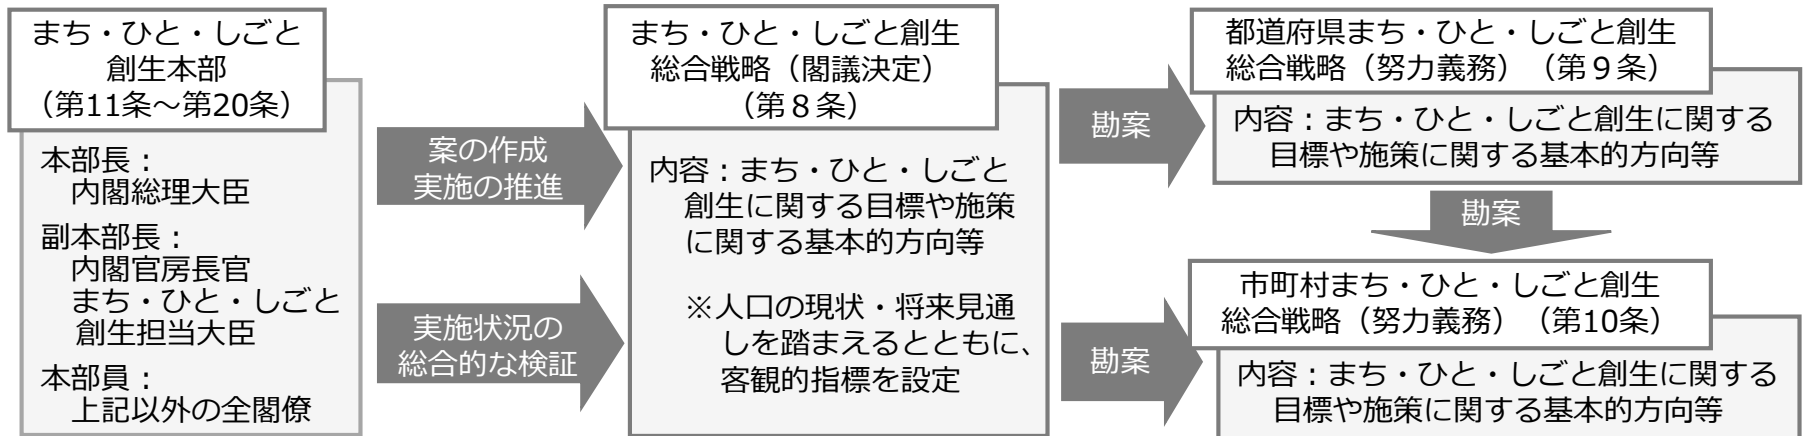 まち・ひと・しごと
創生本部
（第11条～第20条）
本部長：
内閣総理大臣
副本部長：
内閣官房長官
まち・ひと・しごと
創生担当大臣
本部員：
上記以外の全閣僚
案の作成
実施の推進
実施状況の
総合的な検証
まち・ひと・しごと創生
総合戦略（閣議決定）
（第８条）
内容：まち・ひと・しごと
創生に関する目標や施策
に関する基本的方向等
※人口の現状・将来見通
しを踏まえるとともに、
客観的指標を設定
勘案
勘案
都道府県まち・ひと・しごと創生
総合戦略（努力義務）（第９条）
内容：まち・ひと・しごと創生に関する
目標や施策に関する基本的方向等
勘案
市町村まち・ひと・しごと創生
総合戦略（努力義務）（第10条）
内容：まち・ひと・しごと創生に関する
目標や施策に関する基本的方向等